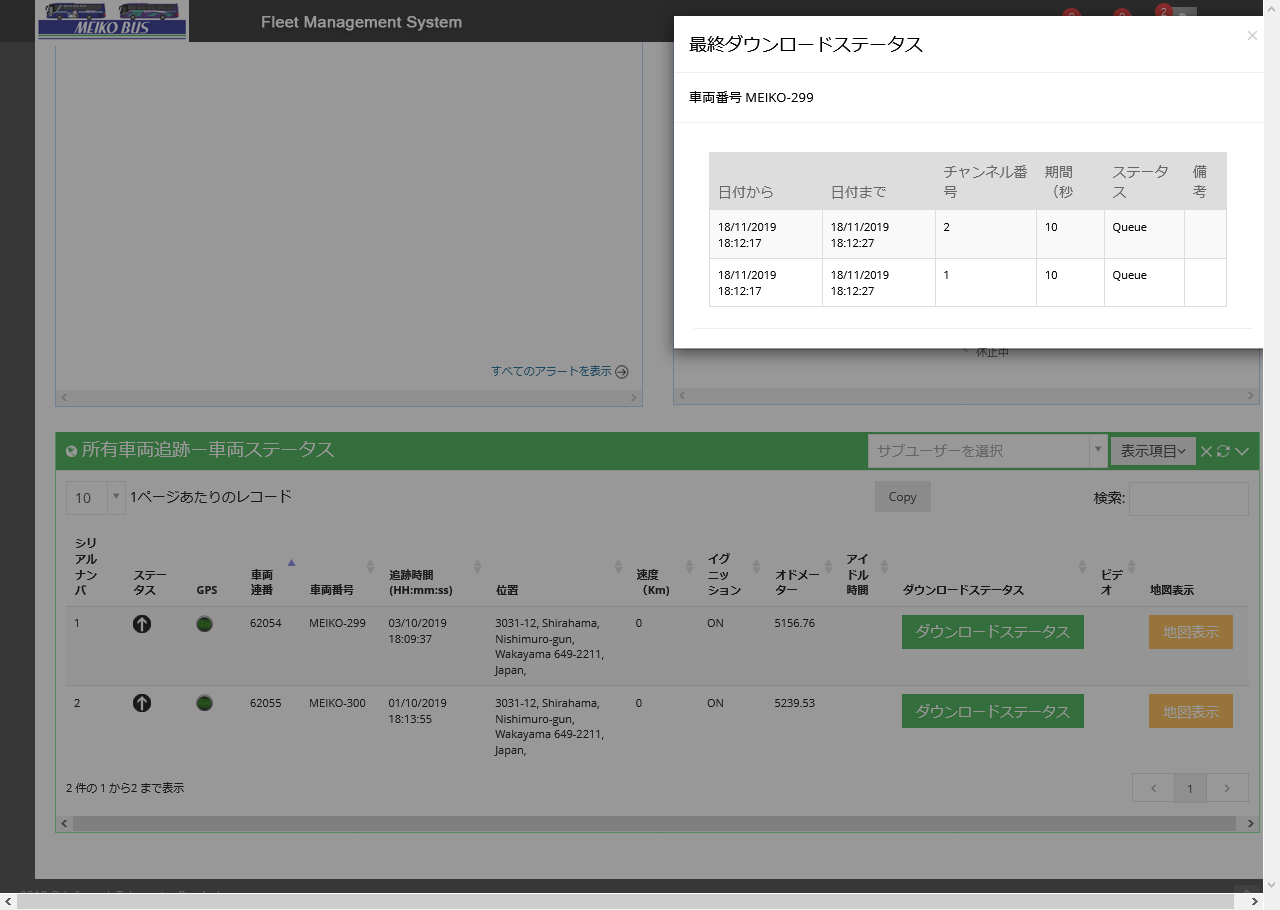 MEIKO BUS
Fleet Management System
2
最終ダウンロードステータス
×
車両番号 MEIKO-299
日付から 日付まで チャンネル番号 期間（秒 ステータス 備考
18/11/2019 18:12:17 18/11/2019 18:12:27 2 10 Queue
18/11/2019 18:12:17 18/11/2019 18:12:27 1 10 Queue
休止中
すべてのアラートを表示
所有車両追跡ー車両ステータス
サブユーザーを選択
表示項目
10 1ページあたりのレコード
Copy
検索:
シリアルナンバ ステータス GPS 車両連番 車両番号 追跡時間(HH:mm:ss) 位置 速度（Km) イグニッション オドメーター アイドル時間 ダウンロードステータス ビデオ 地図表示
1 62054 MEIKO-299 03/10/2019 18:09:37 3031-12, Shirahama, Nishimuro-gun, Wakayama 649-2211, Japan, 0 ON 5156.76 ダウンロードステータス 地図表示
2 62055 MEIKO-300 01/10/2019 18:13:55 3031-12, Shirahama, Nishimuro-gun, Wakayama 649-2211, Japan, 0 ON 5239.53 ダウンロードステータス 地図表示
2 件の 1 から2 まで表示
1